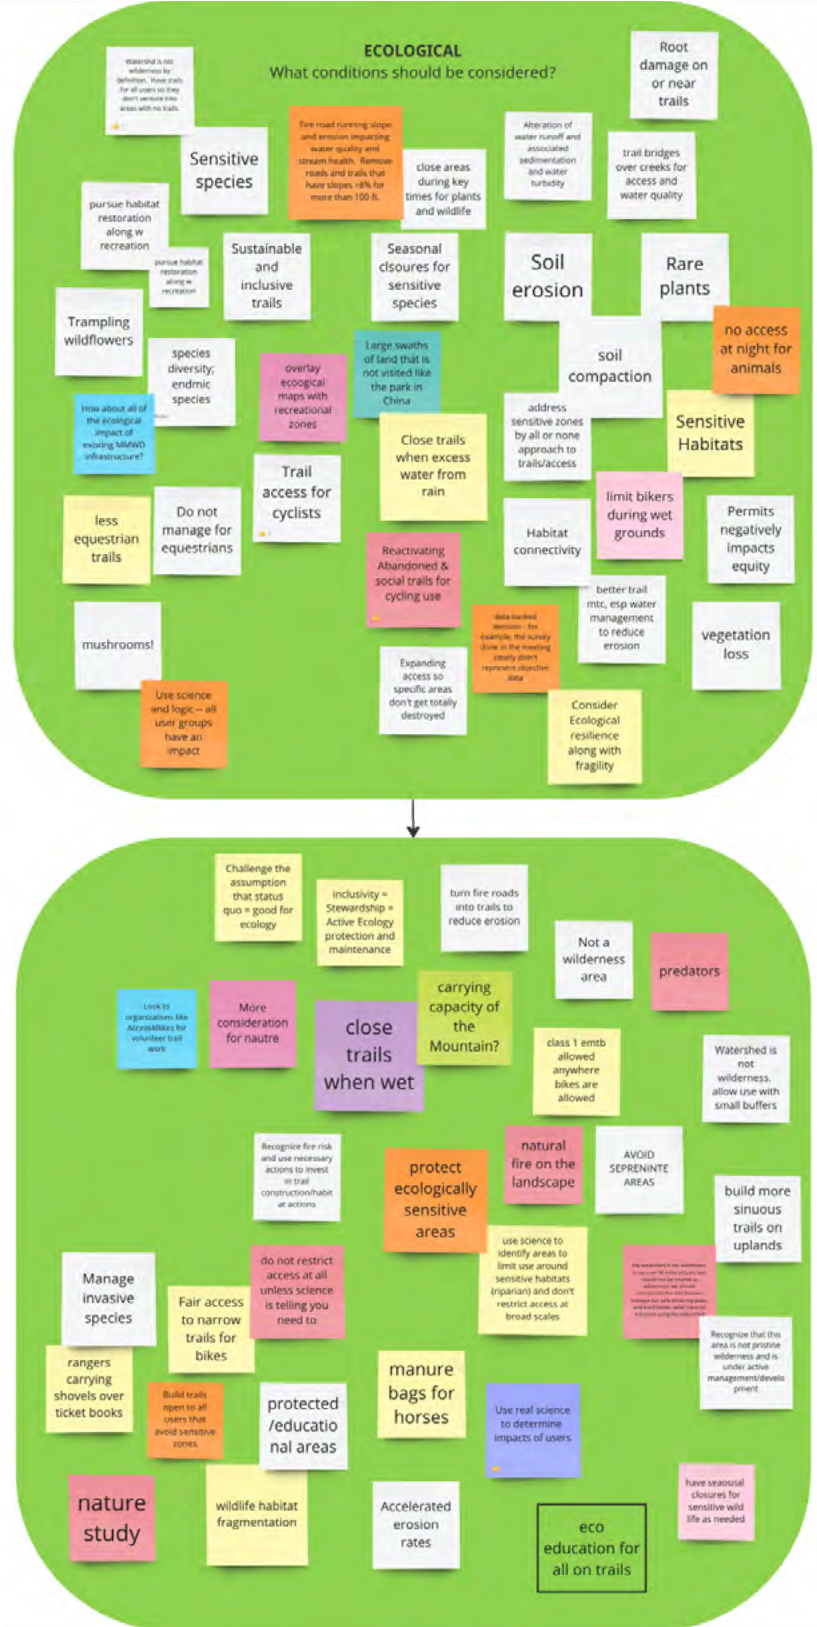 ECOLOGICAL
What conditions should be considered?
Watershd is not
wilderness by
definition. Have trails
for all users so they
don't venture into
areas with no trails.
Root
damage on
or near
trails
Sensitive
species
Fire road running slope
and erosion impacting
water quality and
stream health. Remove
roads and trails that
have slopes >8% for
more than 100 ft.
close areas
during key
times for plants
and wildlife
Alteration of
water runoff and
associated
sedimentation
and water
turbidity
trail bridges
over creeks for
access and
water quality
pursue habitat
restoration
along w
recreation
pursue habitat
restoration
along w
recreation
Sustainable
and
inclusive
trails
Seasonal
clsoures for
sensitive
species
Soil
erosion
Rare
plants
Trampling
wildflowers
species
diversity;
endmic
species
overlay
ecoogical
maps with
recreational
zones
Large swaths
of land that is
not visited like
the park in
China
soil
compaction
no access
at night for
animals
How about all of
the ecological
impact of
existing MMWD
infrastructure?
Close trails
when excess
water from
rain
address
sensitive zones
by all or none
approach to
trails/access
Sensitive
Habitats
Trail
access for
cyclists
less
equestrian
trails
Do not
manage for
equestrians
limit bikers
during wet
grounds
Habitat
connectivity
Permits
negatively
impacts
equity
Reactivating
Abandoned &
social trails for
cycling use
better trail
mtc, esp water
management
to reduce
erosion
mushrooms!
data backed
decision - for
example, the survey
done in the meeting
clearly didn't
represent objective
data
vegetation
loss
Expanding
access so
specific areas
don't get totally
destroyed
Use science
and logic -- all
user groups
have an
impact
Consider
Ecological
resilience
along with
fragility
Challenge the
assumption
that status
quo = good for
ecology
Inclusivity =
Stewardship =
Active Ecology
protection and
maintenance
turn fire roads
into trails to
reduce erosion
Not a
wilderness
area
predators
Look to
organizations like
Access4Bikes for
volunteer trail
work
More
consideration
for nautre
close
trails
when wet
carrying
capacity of
the
Mountain?
class 1 emtb
allowed
anywhere
bikes are
allowed
Watershed is
not
wilderness.
allow use with
small buffers
Recognize fire risk
and use necessary
actions to invest
in trail
construction/habit
at actions
protect
ecologically
sensitive
areas
natural
fire on the
landscape
AVOID
SEPRENINTE
AREAS
build more
sinuous
trails on
uplands
use science to
identify areas to
limit use around
sensitive habitats
(riparian) and don't
restrict access at
broad scales
Manage
invasive
species
Fair access
to narrow
trails for
bikes
do not restrict
access at all
unless science
is telling you
need to
Recognize that this
area is not pristine
wilderness and is
under active
management/develo
pment
rangers
carrying
shovels over
ticket books
Build trails
open to all
users that
avoid sensitive
zones
protected
/educatio
nal areas
manure
bags for
horses
Use real science
to determine
impacts of users
nature
study
wildlife habitat
fragmentation
Accelerated
erosion
rates
have seaosnal
closures for
sensitive wild
life as needed
eco
education for
all on trails